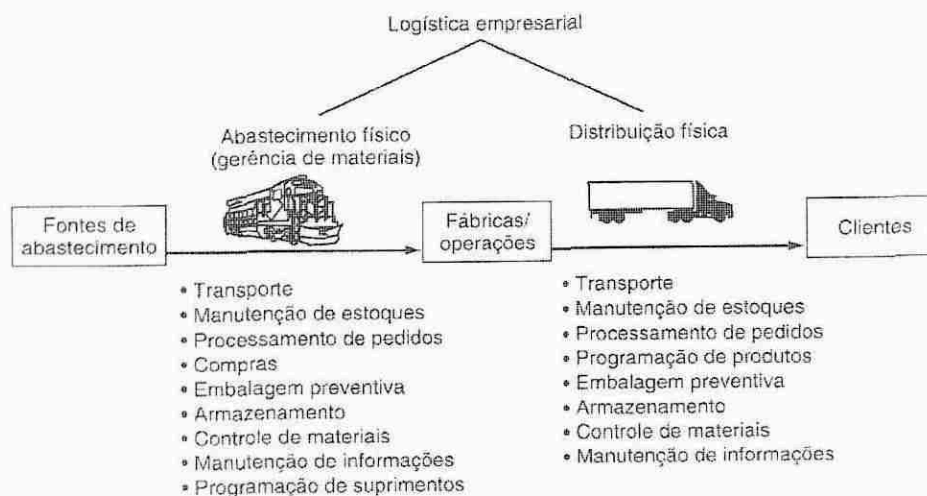 Logística empresarial
Abastecimento físico
(gerência de materiais)
Distribuição física
Fontes de
abastecimento
Fábricas/
operações
Clientes
• Transporte
• Manutenção de estoques
• Processamento de pedidos
• Compras
• Embalagem preventiva
• Armazenamento
• Controle de materiais
• Manutenção de informações
• Programação de suprimentos
• Transporte
• Manutenção de estoques
• Processamento de pedidos
• Programação de produtos
• Embalagem preventiva
• Armazenamento
• Controle de materiais
• Manutenção de informações